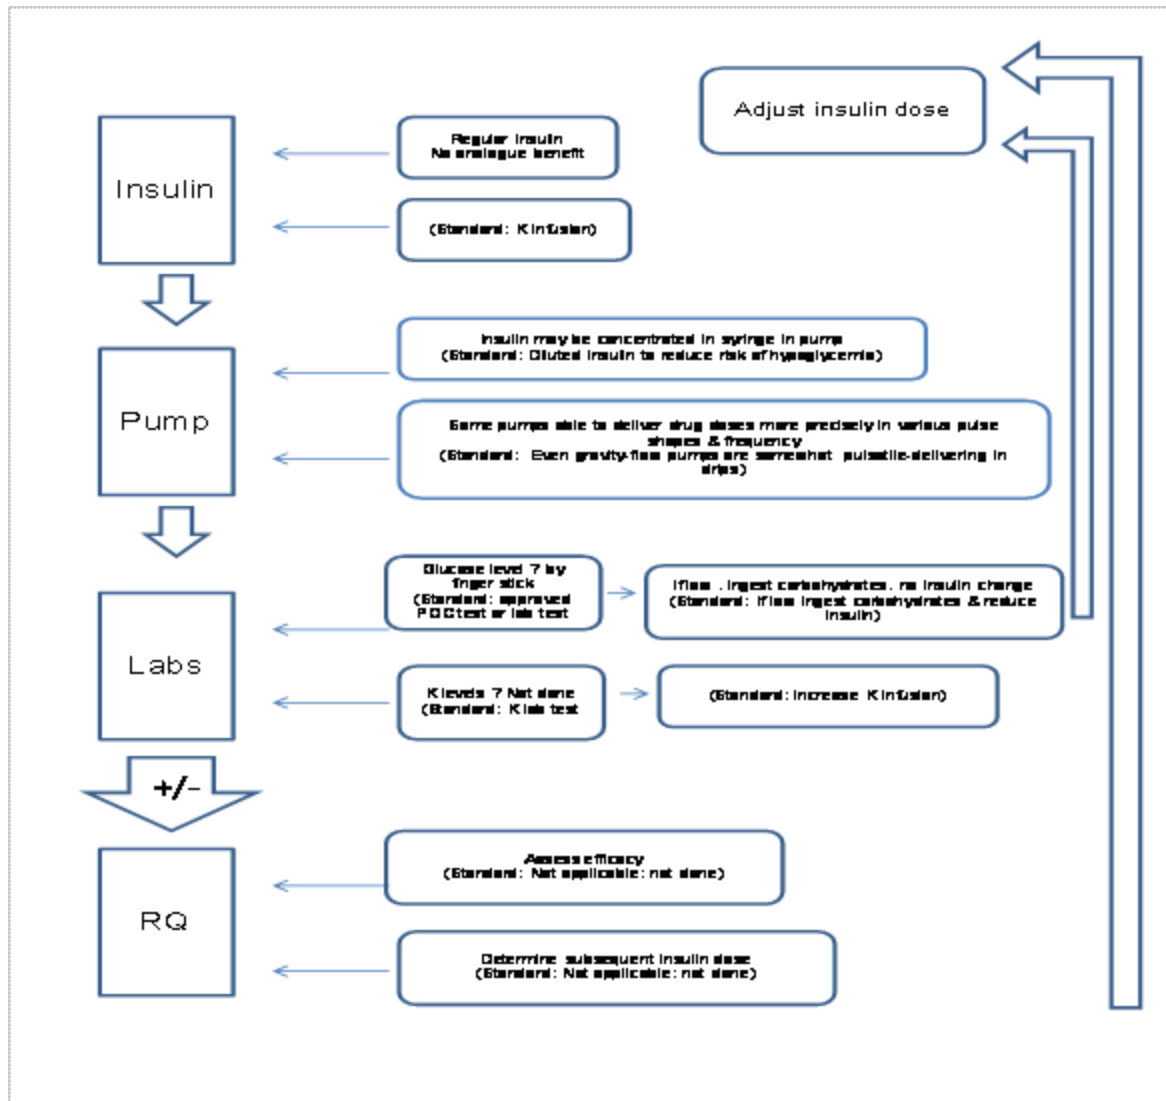 Adjust insulin dose
Insulin
Regular insulin
No analogue benefit
(Standard: K infusion)
Pump
Insulin may be concentrated in syringe in pump
(Standard: Diluted insulin to reduce risk of hypoglycemia)
Some pumps able to deliver drug doses more precisely in various pulse
shapes & frequency
(Standard: Even gravity-flow pumps are somewhat pulsatile-delivering in
drips)
Labs
Glucose level ? by
finger stick
(Standard: approved
POC test or lab test
If low , ingest carbohydrates, no insulin change
(Standard: If low ingest carbohydrates & reduce
insulin)
K levels ? Not done
(Standard: K lab test
(Standard: increase K infusion)
+/-
RQ
Assess efficacy
(Standard: Not applicable: not done)
Determine subsequent insulin dose
(Standard: Not applicable: not done)